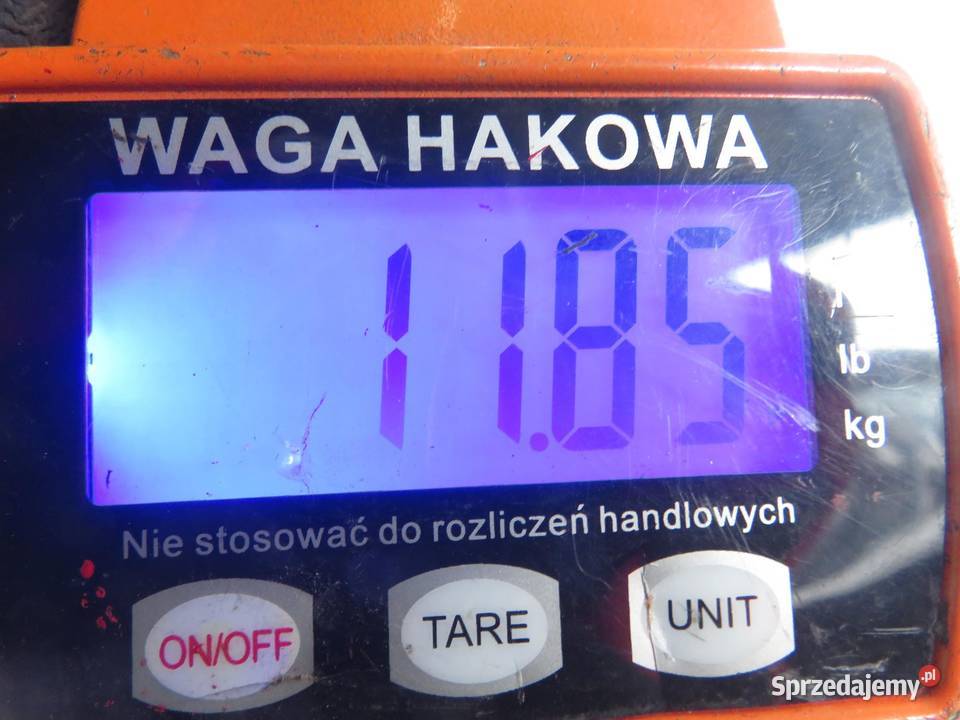 WAGA HAKOWA
11.85
lb
kg
Nie stosować do rozliczeń handlowych
ON/OFF TARE UNIT
Sprzedajemy.pl